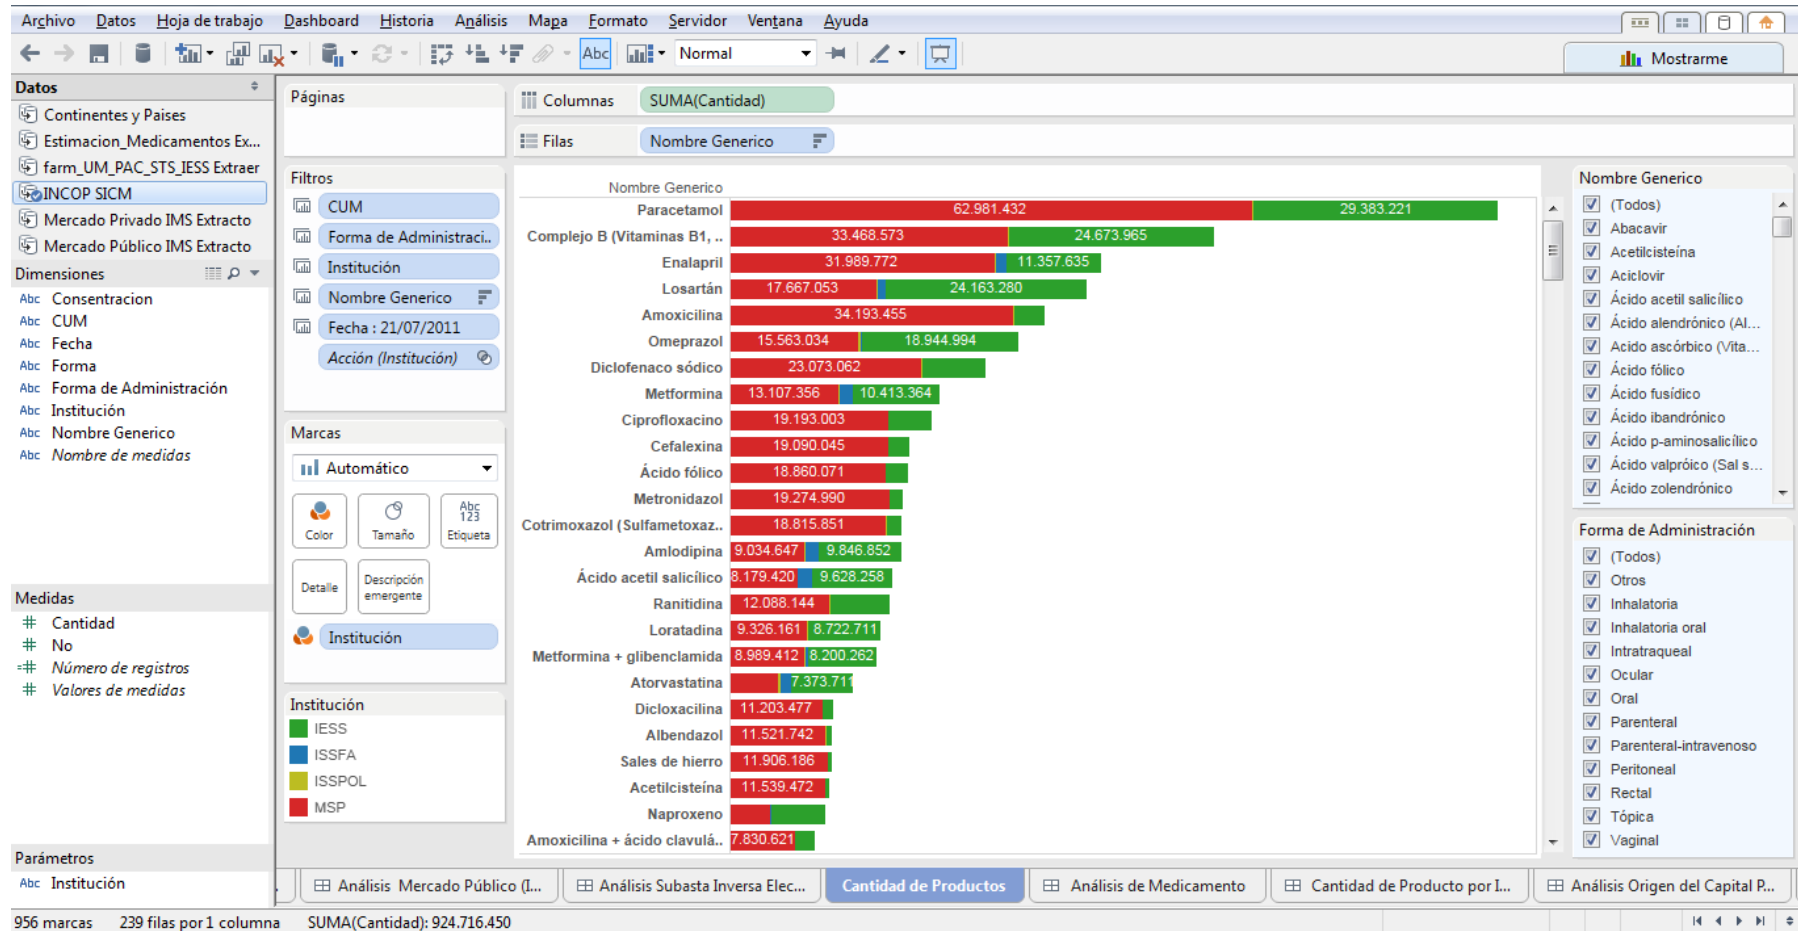 Archivo Datos Hoja de trabajo Dashboard Historia Análisis Mapa Formato Servidor Ventana Ayuda
Abc Normal Mostrarme
Datos
Continentes y Paises
Estimacion_Medicamentos Ex...
farm_UM_PAC_STS_IESS Extraer
INCOP SICM
Mercado Privado IMS Extracto
Mercado Público IMS Extracto
Dimensiones
Abc Consentracion
Abc CUM
Abc Fecha
Abc Forma
Abc Forma de Administración
Abc Institución
Abc Nombre Generico
Abc Nombre de medidas
Medidas
# Cantidad
# No
=# Número de registros
# Valores de medidas
Parámetros
Abc Institución
Páginas
Filtros
CUM
Forma de Administraci..
Institución
Nombre Generico
Fecha : 21/07/2011
Acción (Institución)
Marcas
Automático
Color
Tamaño
Abc
123
Etiqueta
Detalle
Descripción
emergente
Institución
Institución
IESS
ISSFA
ISSPOL
MSP
Columnas SUMA(Cantidad)
Filas Nombre Generico
Nombre Generico
Paracetamol 62.981.432 29.383.221
Complejo B (Vitaminas B1, .. 33.468.573 24.673.965
Enalapril 31.989.772 11.357.635
Losartán 17.667.053 24.163.280
Amoxicilina 34.193.455
Omeprazol 15.563.034 18.944.994
Diclofenaco sódico 23.073.062
Metformina 13.107.356 10.413.364
Ciprofloxacino 19.193.003
Cefalexina 19.090.045
Ácido fólico 18.860.071
Metronidazol 19.274.990
Cotrimoxazol (Sulfametoxaz.. 18.815.851
Amlodipina 9.034.647 9.846.852
Ácido acetil salicílico 8.179.420 9.628.258
Ranitidina 12.088.144
Loratadina 9.326.161 8.722.711
Metformina + glibenclamida 8.989.412 8.200.262
Atorvastatina 7.373.711
Dicloxacilina 11.203.477
Albendazol 11.521.742
Sales de hierro 11.906.186
Acetilcisteína 11.539.472
Naproxeno
Amoxicilina + ácido clavulá.. 7.830.621
Nombre Generico
(Todos)
Abacavir
Acetilcisteína
Aciclovir
Ácido acetil salicílico
Ácido alendrónico (Al...
Acido ascórbico (Vita...
Ácido fólico
Ácido fusídico
Ácido ibandrónico
Ácido p-aminosalicílico
Ácido valpróico (Sal s...
Ácido zolendrónico
Forma de Administración
(Todos)
Otros
Inhalatoria
Inhalatoria oral
Intratraqueal
Ocular
Oral
Parenteral
Parenteral-intravenoso
Peritoneal
Rectal
Tópica
Vaginal
Análisis Mercado Público (I... Análisis Subasta Inversa Elec... Cantidad de Productos Análisis de Medicamento Cantidad de Producto por I... Análisis Origen del Capital P...
956 marcas 239 filas por 1 columna SUMA(Cantidad): 924.716.450